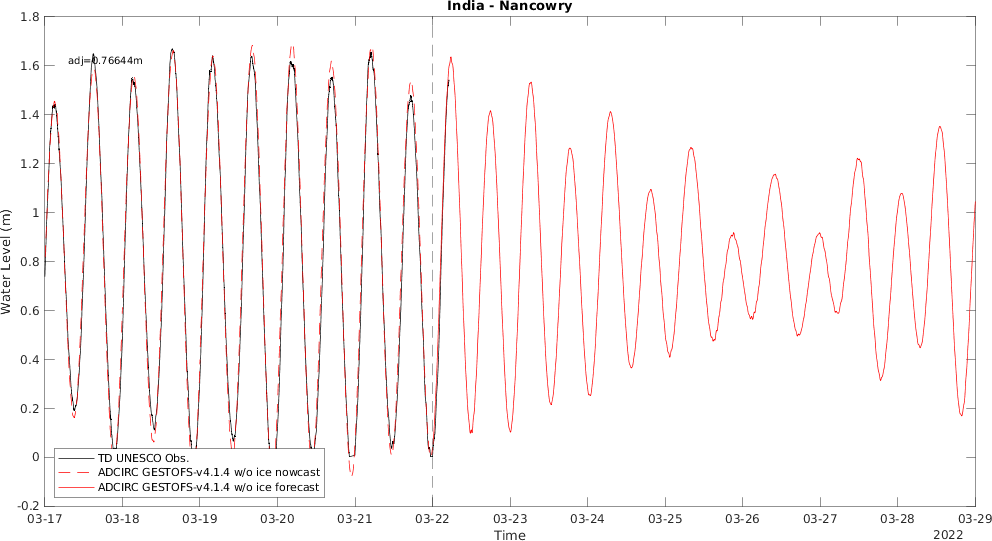 India - Nancowry
1.8
1.6
1.4
1.2
1
0.8
0.6
0.4
0.2
0
-0.2
Water Level (m)
adj=0.76644m
TD UNESCO Obs.
ADCIRC GESTOFS-v4.1.4 w/o ice nowcast
ADCIRC GESTOFS-v4.1.4 w/o ice forecast
03-17 03-18 03-19 03-20 03-21 03-22 03-23 03-24 03-25 03-26 03-27 03-28 03-29
Time
2022